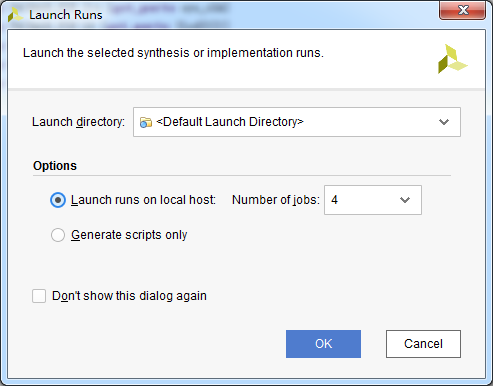 Launch Runs
Launch the selected synthesis or implementation runs.
Launch directory: <Default Launch Directory>
Options
Launch runs on local host: Number of jobs: 4
Generate scripts only
Don't show this dialog again
OK Cancel